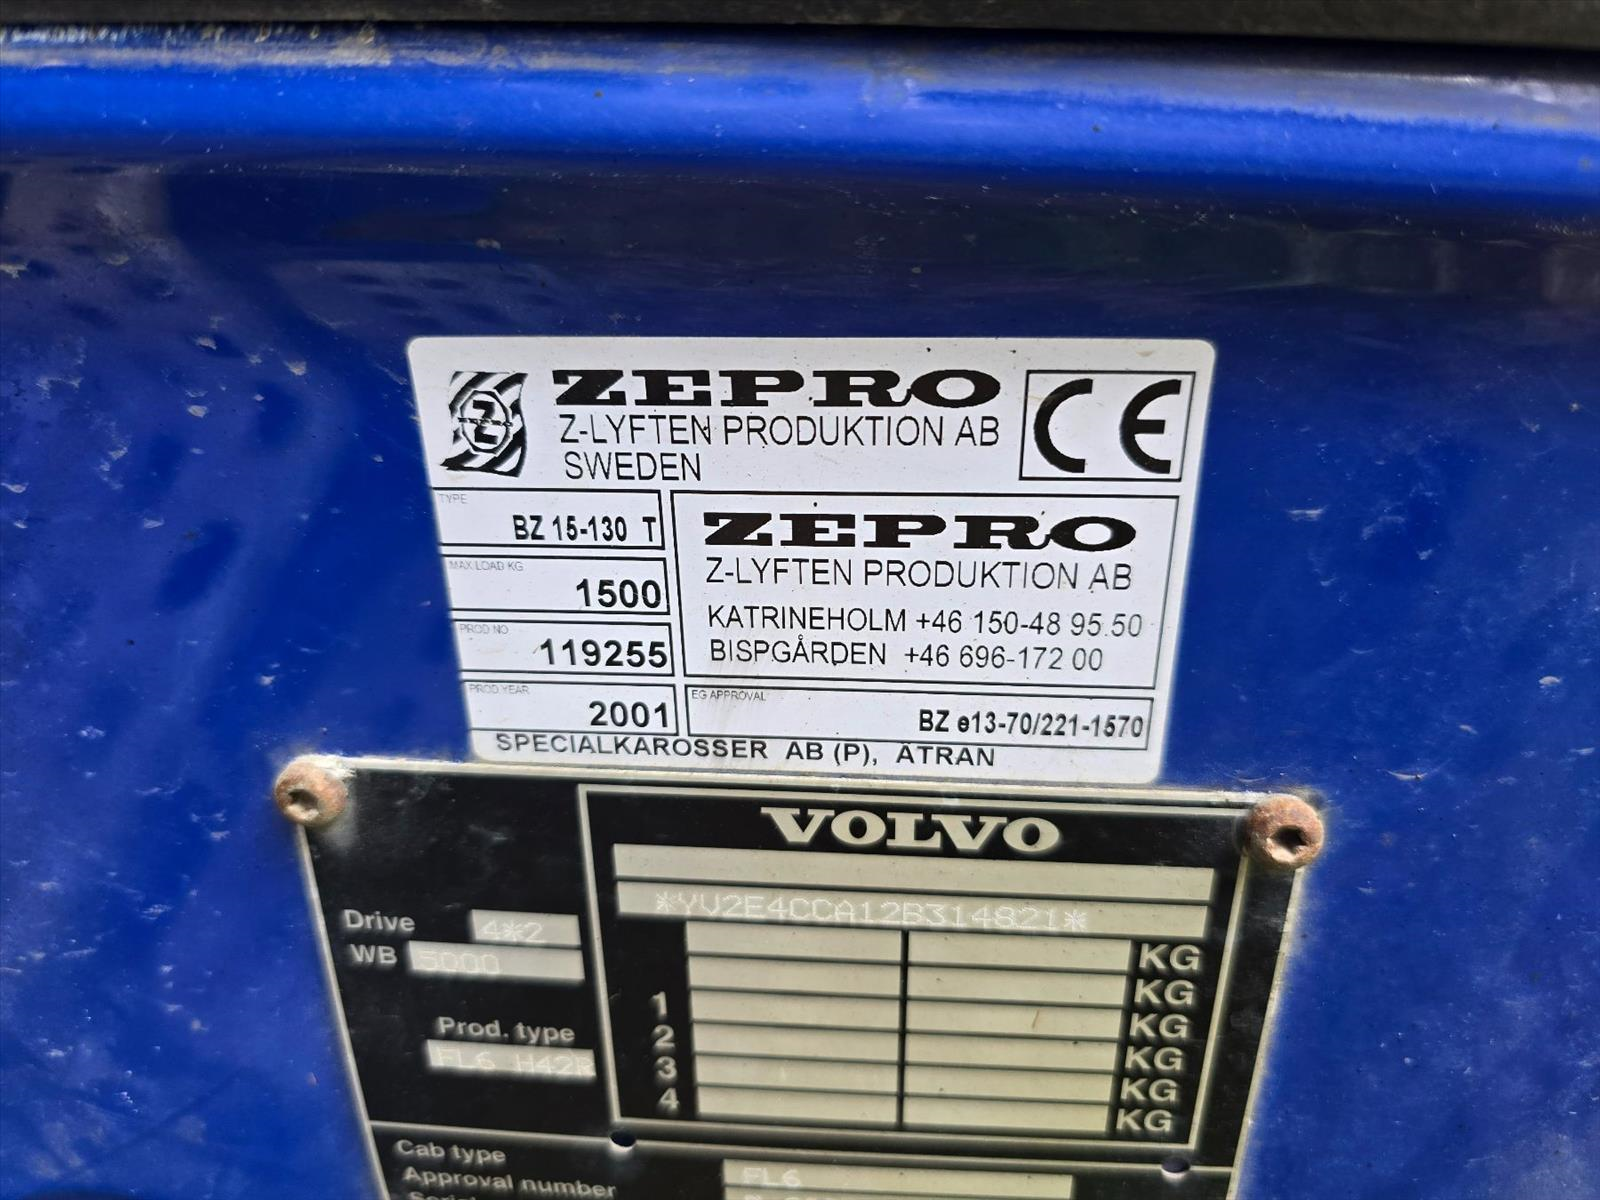 ZEPRO
Z-LYFTEN PRODUKTION AB
SWEDEN
CE
TYPE
BZ 15-130 T
MAX LOAD KG
1500
PROD NO
119255
PROD YEAR
2001
ZEPRO
Z-LYFTEN PRODUKTION AB
KATRINEHOLM +46 150-48 95.50
BISPGÅRDEN +46 696-172 00
EG APPROVAL
BZ e13-70/221-1570
SPECIALKAROSSER AB (P), ÄTRAN
VOLVO
*YV2E4CCA12B314821*
Drive 4*2
WB 5000
Prod. type
FL6 H42R
KG
KG
1 KG
2 KG
3 KG
4 KG
Cab type FL6
Approval number